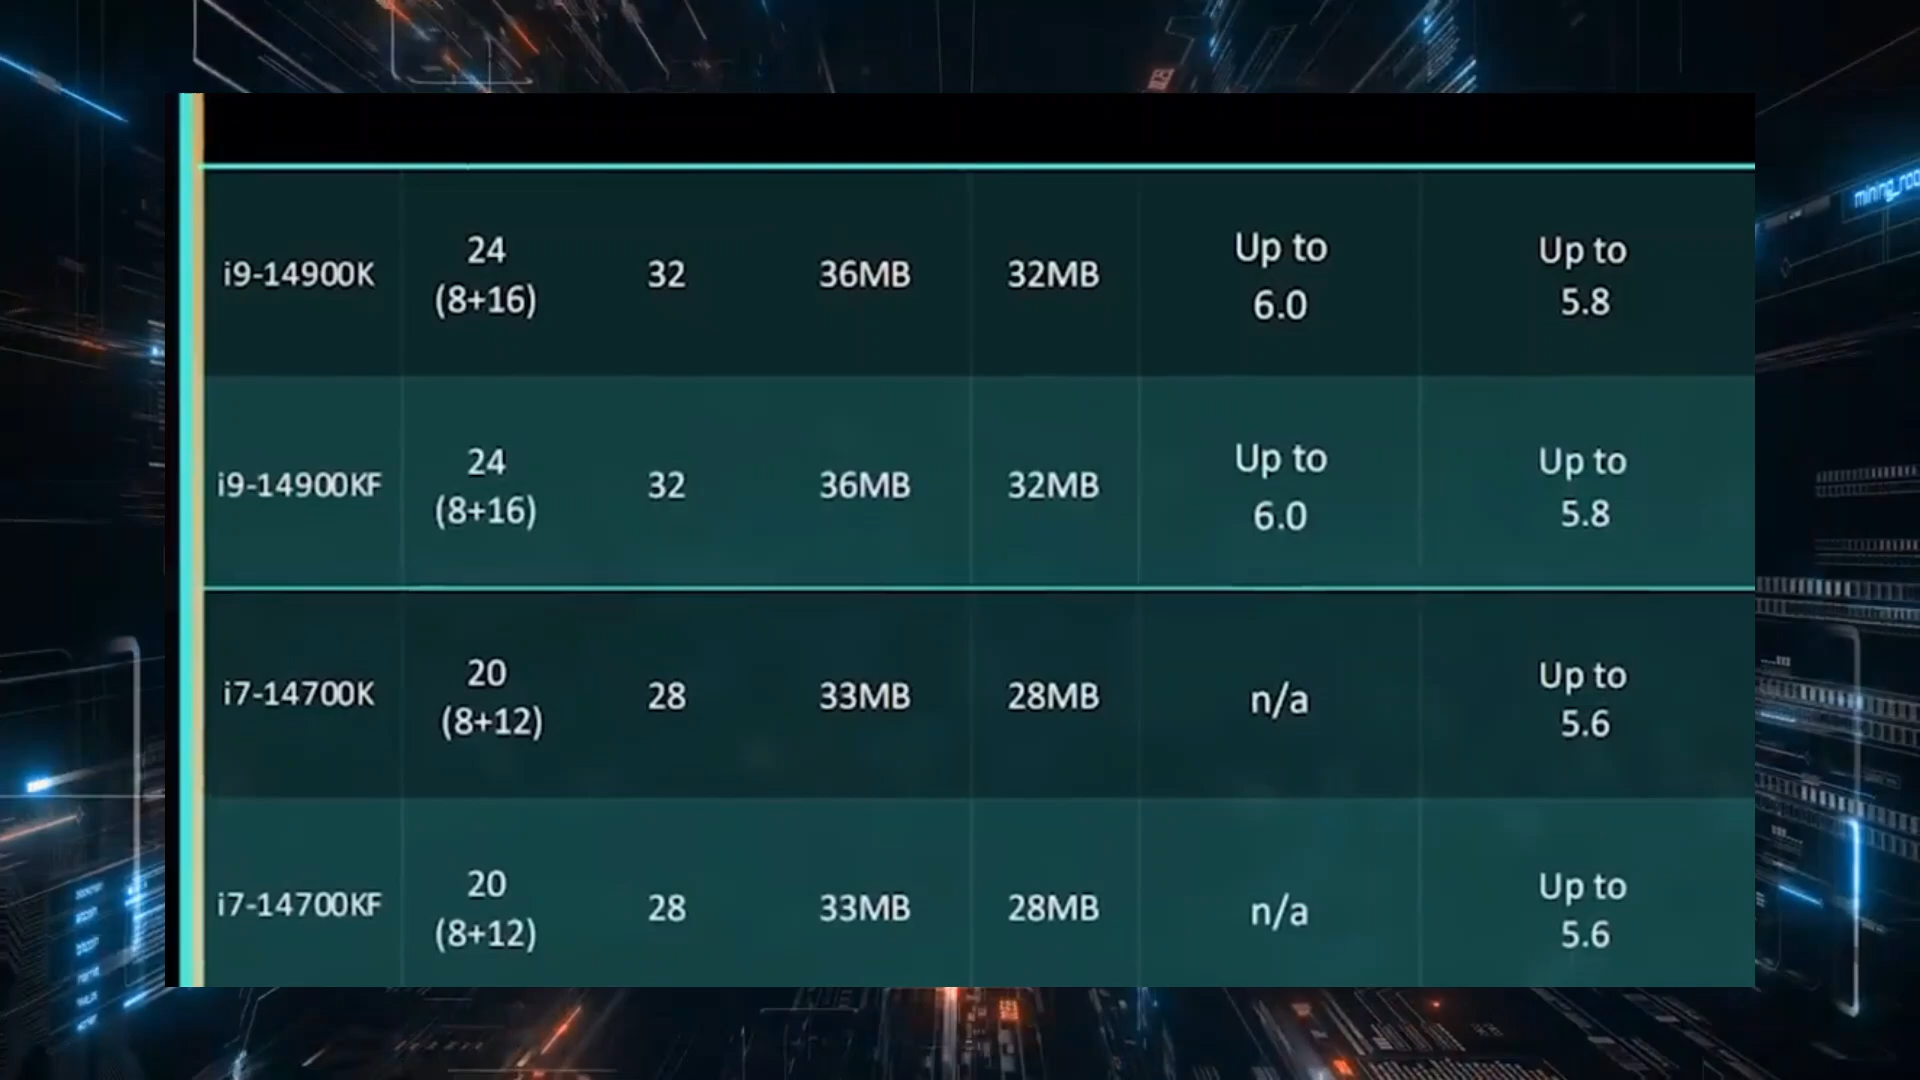 i9-14900K
24
(8+16)
32
36MB
32MB
Up to
6.0
Up to
5.8
i9-14900KF
24
(8+16)
32
36MB
32MB
Up to
6.0
Up to
5.8
i7-14700K
20
(8+12)
28
33MB
28MB
n/a
Up to
5.6
i7-14700KF
20
(8+12)
28
33MB
28MB
n/a
Up to
5.6